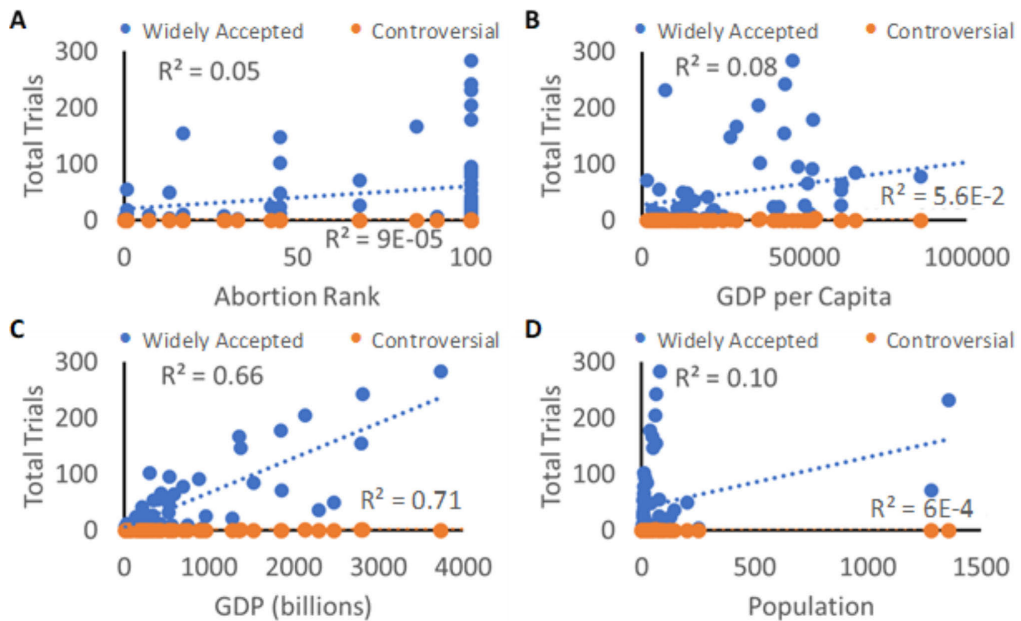 A
Widely Accepted Controversial
300
R² = 0.05
200
100
0
R² = 9E-05
0 50 100
Total Trials
Abortion Rank
B
Widely Accepted Controversial
300
R² = 0.08
200
100
R² = 5.6E-2
0
0 50000 100000
Total Trials
GDP per Capita
C
Widely Accepted Controversial
300
R² = 0.66
200
100
R² = 0.71
0
0 1000 2000 3000 4000
Total Trials
GDP (billions)
D
Widely Accepted Controversial
300
R² = 0.10
200
100
R² = 6E-4
0
0 500 1000 1500
Total Trials
Population